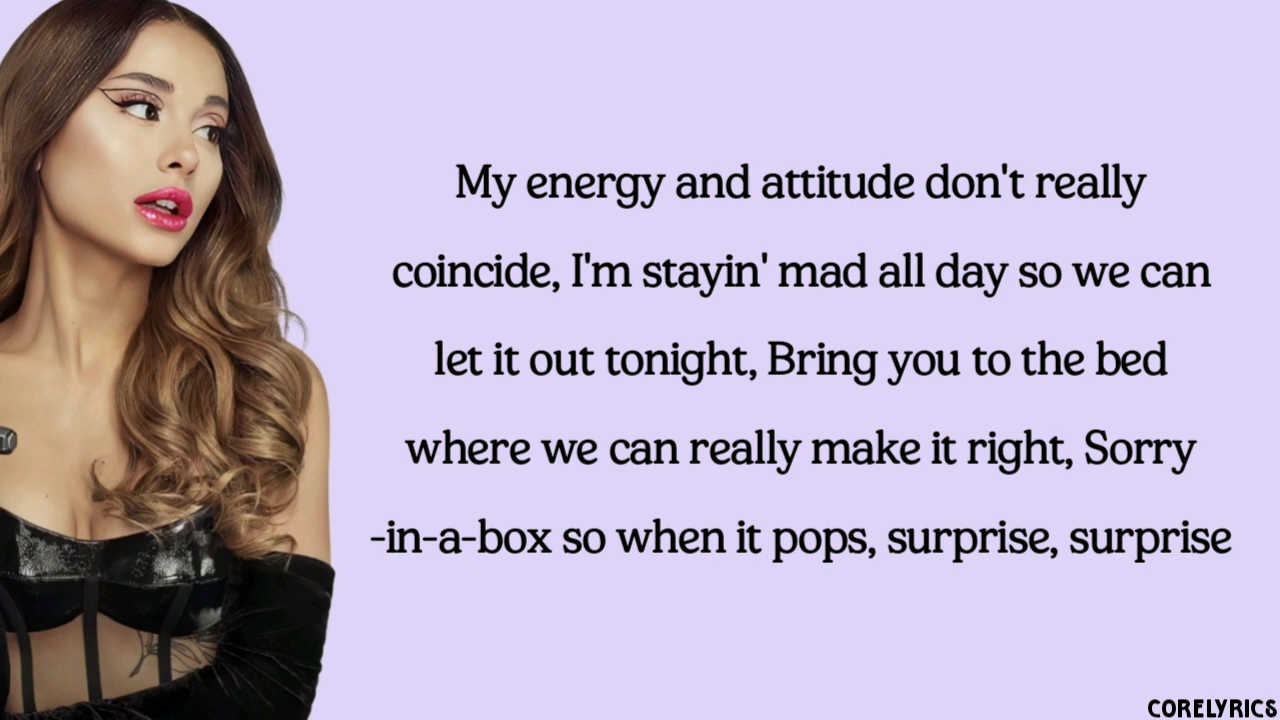 My energy and attitude don't really
coincide, I'm stayin' mad all day so we can
let it out tonight, Bring you to the bed
where we can really make it right, Sorry
-in-a-box so when it pops, surprise, surprise
CORELYRICS